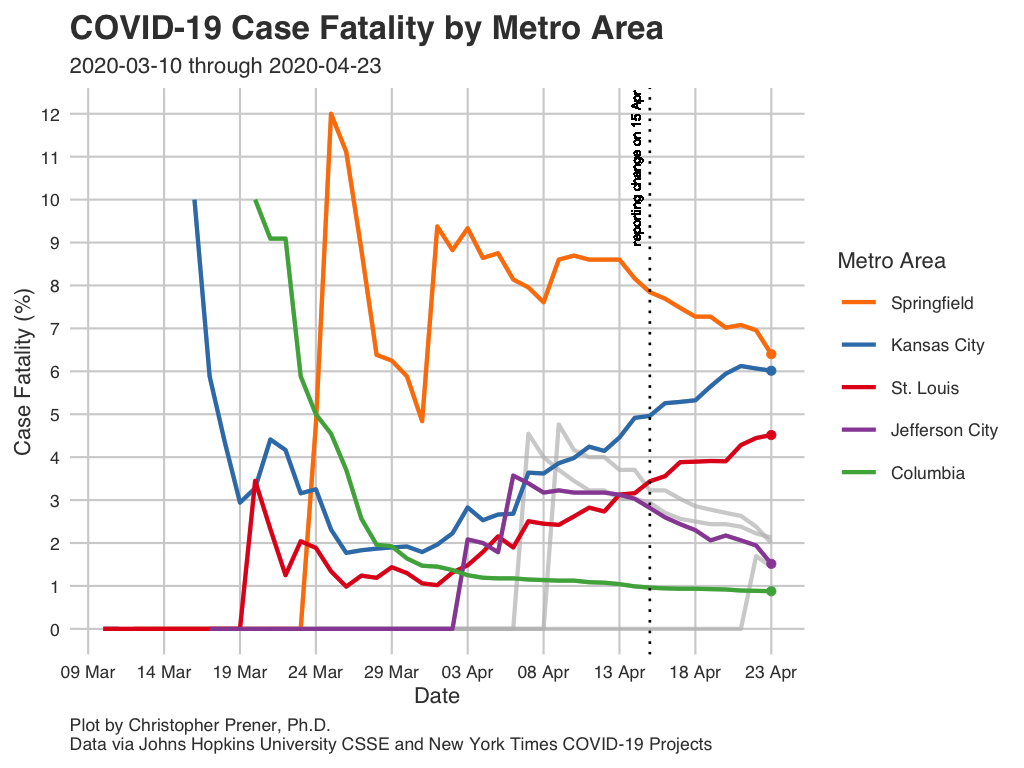 COVID-19 Case Fatality by Metro Area
2020-03-10 through 2020-04-23
Case Fatality (%)
12
11
10
9
8
7
6
5
4
3
2
1
0
reporting change on 15 Apr
09 Mar 14 Mar 19 Mar 24 Mar 29 Mar 03 Apr 08 Apr 13 Apr 18 Apr 23 Apr
Date
Metro Area
Springfield
Kansas City
St. Louis
Jefferson City
Columbia
Plot by Christopher Prener, Ph.D.
Data via Johns Hopkins University CSSE and New York Times COVID-19 Projects